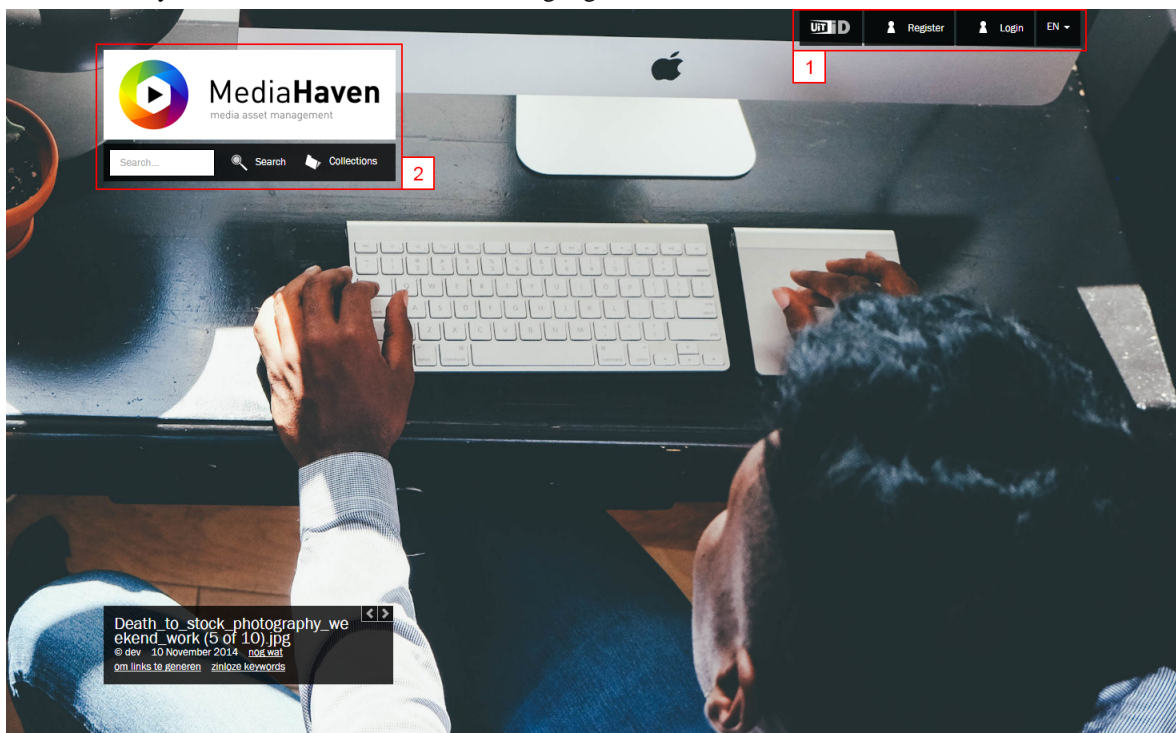 UiT iD Register Login EN
1
MediaHaven
media asset management
Search... Search Collections
2
Death_to_stock_photography_we
ekend_work (5 of 10).jpg
© dev 10 November 2014 nog wat
om links te generen zinloze keywords